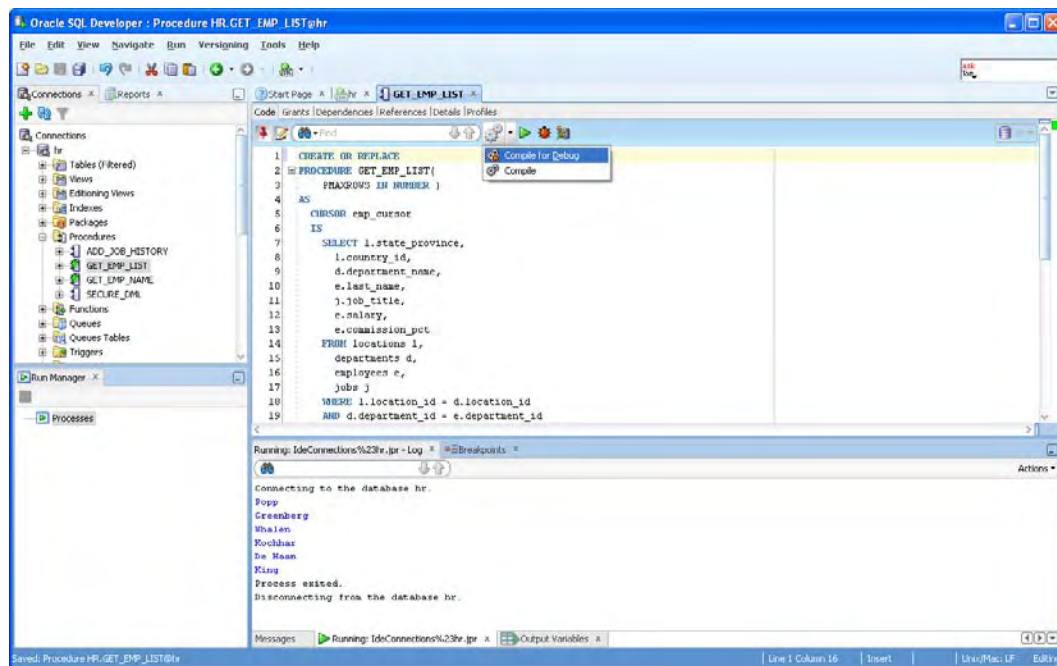 Oracle SQL Developer : Procedure HR.GET_EMP_LIST@hr
File Edit View Navigate Run Versioning Tools Help
Connections Reports
Start Page hr GET_EMP_LIST
Code Grants Dependencies References Details Profiles
Find
Connections
hr
Tables (Filtered)
Views
Editioning Views
Indexes
Packages
Procedures
ADD_JOB_HISTORY
GET_EMP_LIST
GET_EMP_NAME
SECURE_DML
Functions
Queues
Queues Tables
Triggers
Compile for Debug
Compile
1 CREATE OR REPLACE
2 PROCEDURE GET_EMP_LIST(
3 PMAXROWS IN NUMBER )
4 AS
5 CURSOR emp_cursor
6 IS
7 SELECT l.state_province,
8 l.country_id,
9 d.department_name,
10 e.last_name,
11 j.job_title,
12 e.salary,
13 e.commission_pct
14 FROM locations l,
15 departments d,
16 employees e,
17 jobs j
18 WHERE l.location_id = d.location_id
19 AND d.department_id = e.department_id
Run Manager
Processes
Running: IdeConnections%23hr.jpr - Log Breakpoints
Actions
Connecting to the database hr.
Popp
Greenberg
Whalen
Kochhar
De Haan
King
Process exited.
Disconnecting from the database hr.
Messages Running: IdeConnections%23hr.jpr Output Variables
Saved: Procedure HR.GET_EMP_LIST@hr
Line 1 Column 16 Insert Unix/Mac: LF Editin